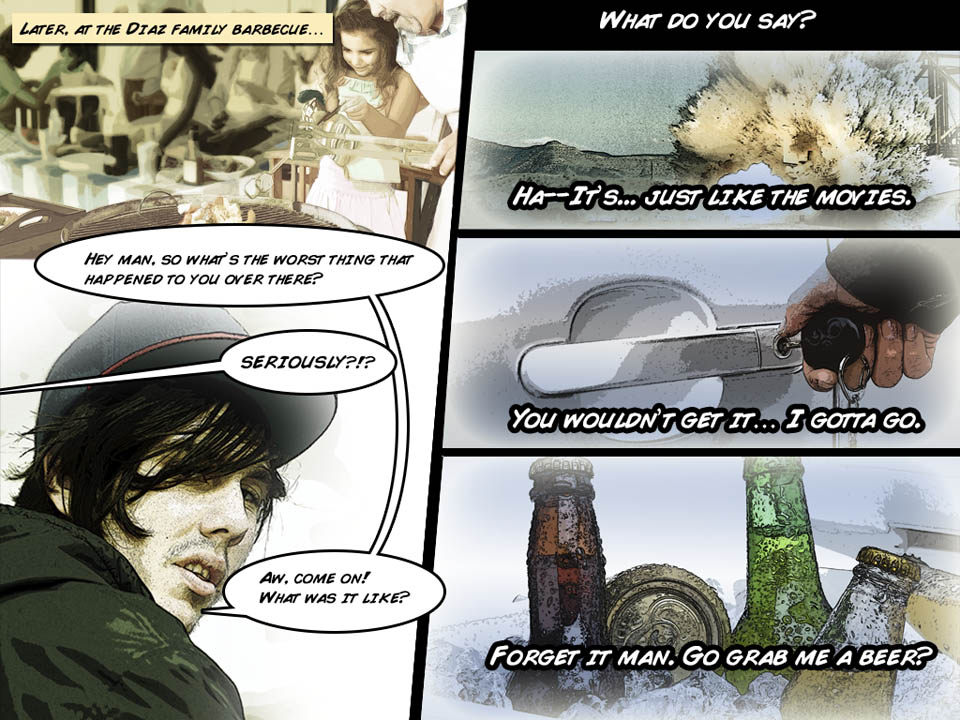 Later, at the Diaz family barbecue…
Hey man, so what's the worst thing that
happened to you over there?
SERIOUSLY?!?
Aw, come on!
What was it like?
What do you say?
Ha--It's... just like the movies.
You wouldn't get it... I gotta go.
Forget it man. Go grab me a beer?